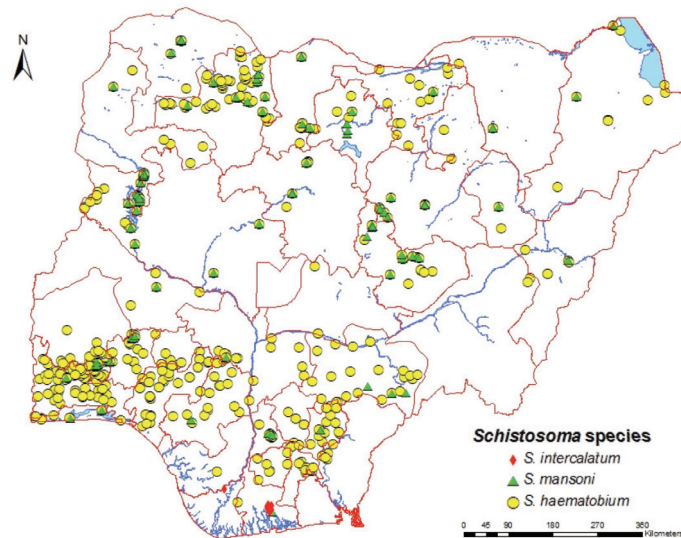 N
Schistosoma species
S. intercalatum
S. mansoni
S. haematobium
0 45 90 180 270 360
Kilometers